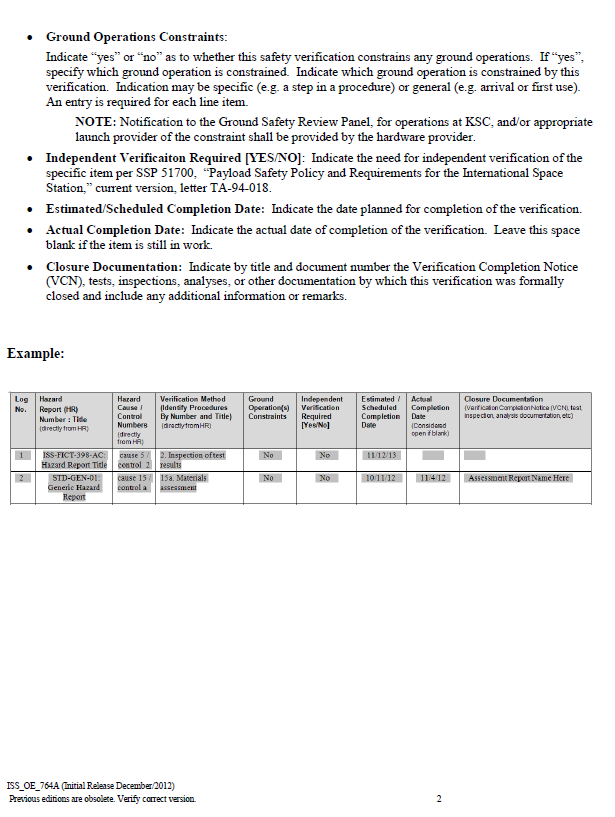 • Ground Operations Constraints:
Indicate “yes” or “no” as to whether this safety verification constrains any ground operations. If “yes”,
specify which ground operation is constrained. Indicate which ground operation is constrained by this
verification. Indication may be specific (e.g. a step in a procedure) or general (e.g. arrival or first use).
An entry is required for each line item.
NOTE: Notification to the Ground Safety Review Panel, for operations at KSC, and/or appropriate
launch provider of the constraint shall be provided by the hardware provider.
• Independent Verificaiton Required [YES/NO]: Indicate the need for independent verification of the
specific item per SSP 51700, “Payload Safety Policy and Requirements for the International Space
Station,” current version, letter TA-94-018.
• Estimated/Scheduled Completion Date: Indicate the date planned for completion of the verification.
• Actual Completion Date: Indicate the actual date of completion of the verification. Leave this space
blank if the item is still in work.
• Closure Documentation: Indicate by title and document number the Verification Completion Notice
(VCN), tests, inspections, analyses, or other documentation by which this verification was formally
closed and include any additional information or remarks.
Example:
Log No. | Hazard Report (HR) Number : Title (directly from HR) | Hazard Cause / Control Numbers (directly from HR) | Verification Method (Identify Procedures By Number and Title) (directly from HR) | Ground Operation(s) Constraints | Independent Verification Required [Yes/No] | Estimated / Scheduled Completion Date | Actual Completion Date (Considered open if blank) | Closure Documentation (Verification Completion Notice (VCN), test, inspection, analysis documentation, etc)
1 | ISS-FICT-398-AC: Hazard Report Title | cause 5 / control 2 | 2. Inspection of test results | No | No | 11/12/13
2 | STD-GEN-01: Generic Hazard Report | cause 15 / control a | 15a. Materials assessment | No | No | 10/11/12 | 11/4/12 | Assessment Report Name Here
ISS_OE_764A (Initial Release December/2012)
Previous editions are obsolete. Verify correct version. 2